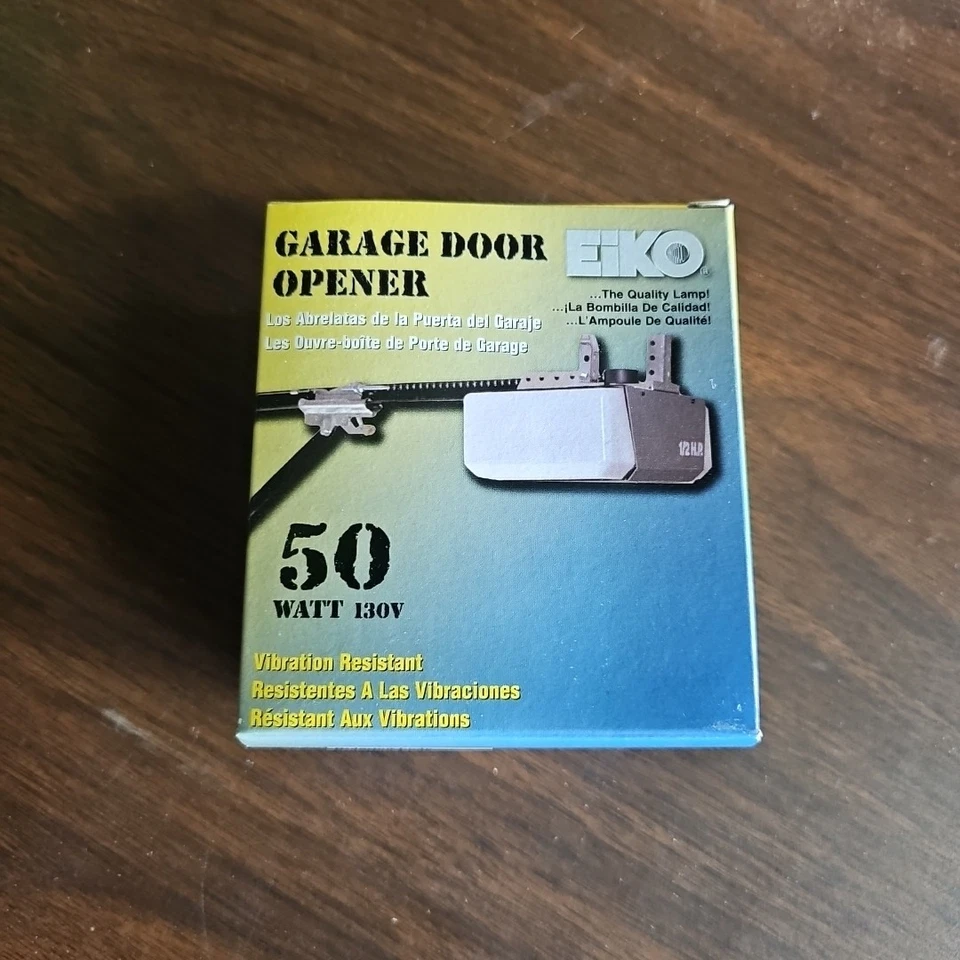 GARAGE DOOR
OPENER
Los Abrelatas de la Puerta del Garaje
Les Ouvre-boîte de Porte de Garage
EiKO®
...The Quality Lamp!
...¡La Bombilla De Calidad!
...L'Ampoule De Qualité!
1/2 H.P.
50
WATT 130V
Vibration Resistant
Resistentes A Las Vibraciones
Résistant Aux Vibrations